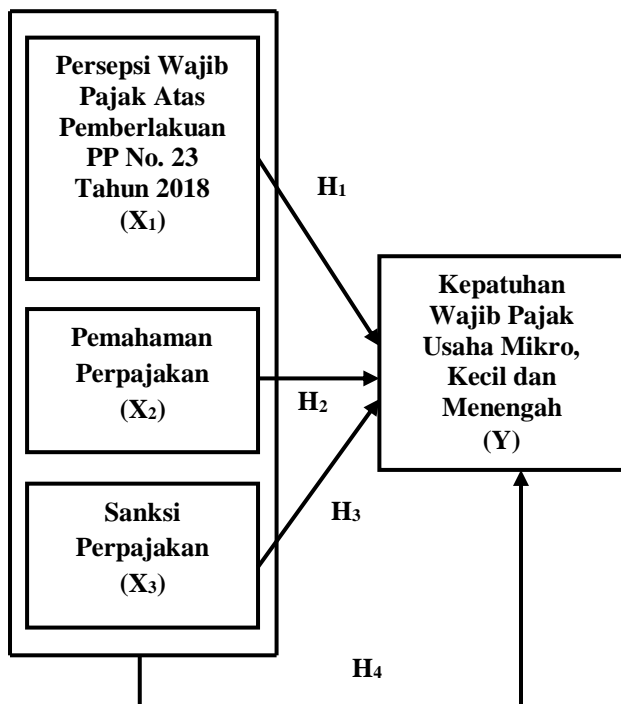 Persepsi Wajib
Pajak Atas
Pemberlakuan
PP No. 23
Tahun 2018
(X₁)
H₁
Pemahaman
Perpajakan
(X₂)
H₂
Sanksi
Perpajakan
(X₃)
H₃
Kepatuhan
Wajib Pajak
Usaha Mikro,
Kecil dan
Menengah
(Y)
H₄